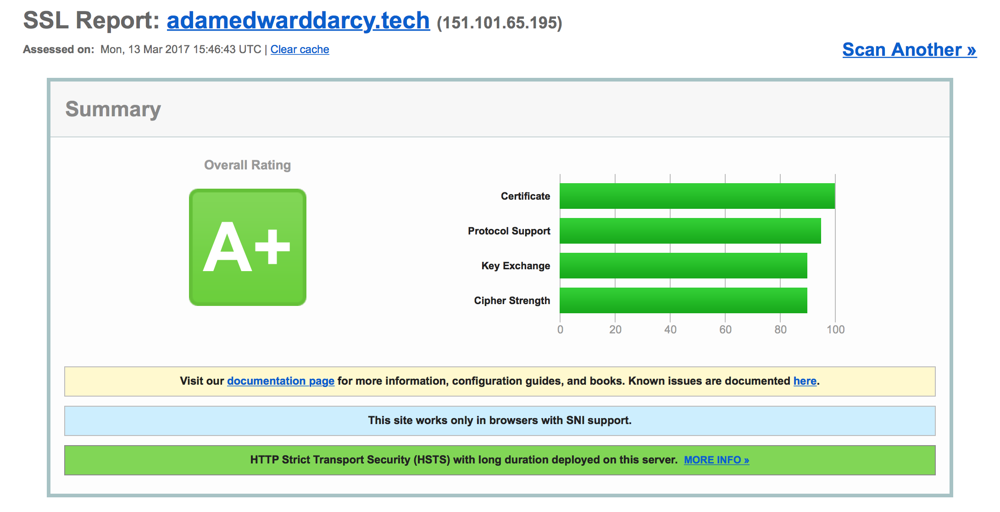 SSL Report: adamedwarddarcy.tech (151.101.65.195)
Assessed on: Mon, 13 Mar 2017 15:46:43 UTC | Clear cache
Scan Another »
Summary
Overall Rating
A+
Certificate
Protocol Support
Key Exchange
Cipher Strength
0 20 40 60 80 100
Visit our documentation page for more information, configuration guides, and books. Known issues are documented here.
This site works only in browsers with SNI support.
HTTP Strict Transport Security (HSTS) with long duration deployed on this server. MORE INFO »